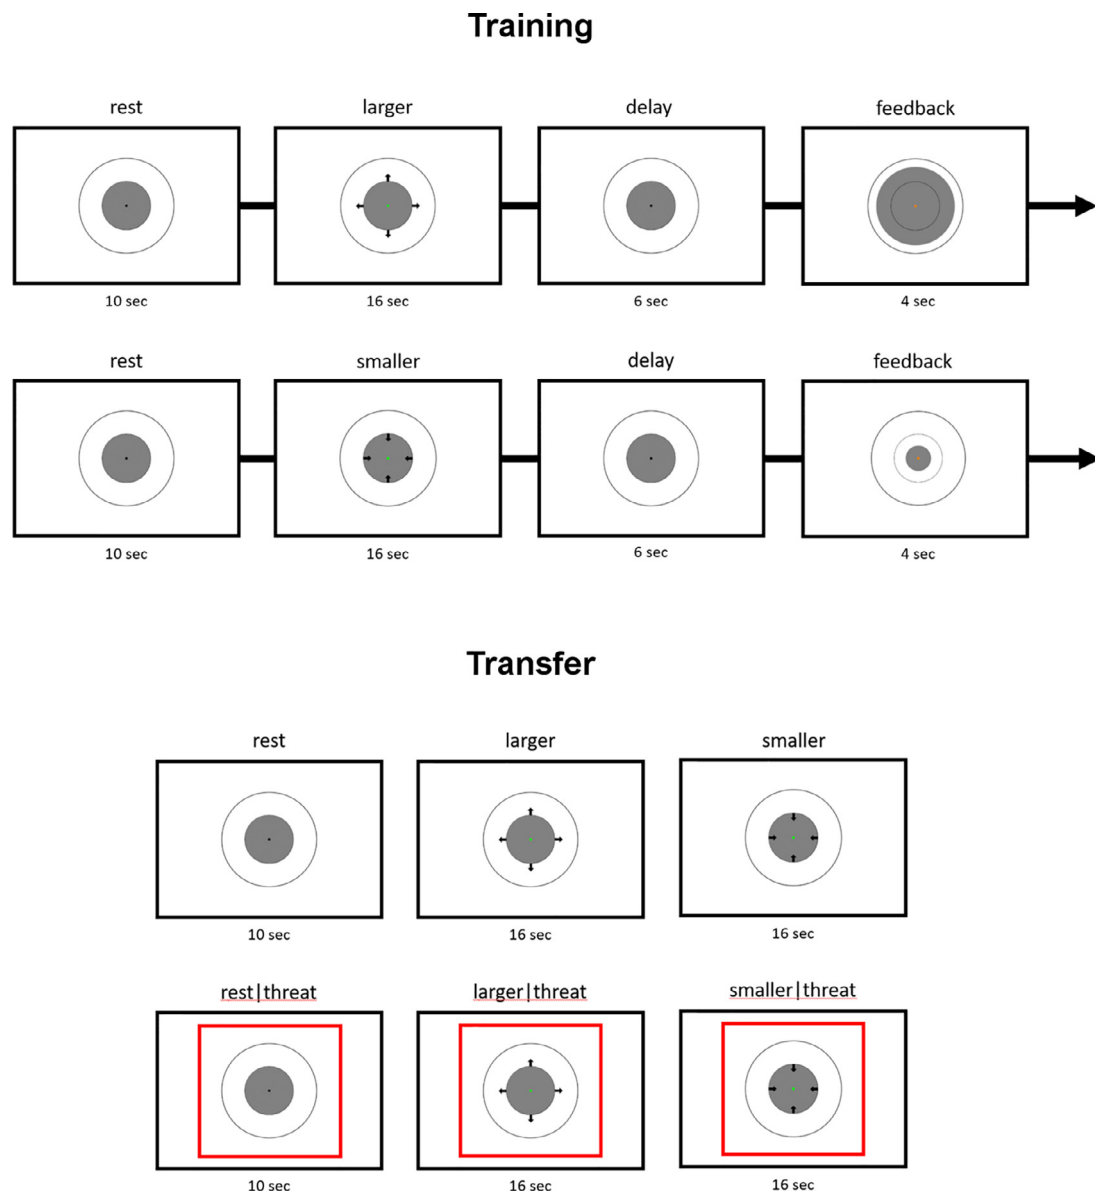 Training
rest larger delay feedback
10 sec 16 sec 6 sec 4 sec
rest smaller delay feedback
10 sec 16 sec 6 sec 4 sec
Transfer
rest larger smaller
10 sec 16 sec 16 sec
rest|threat larger|threat smaller|threat
10 sec 16 sec 16 sec